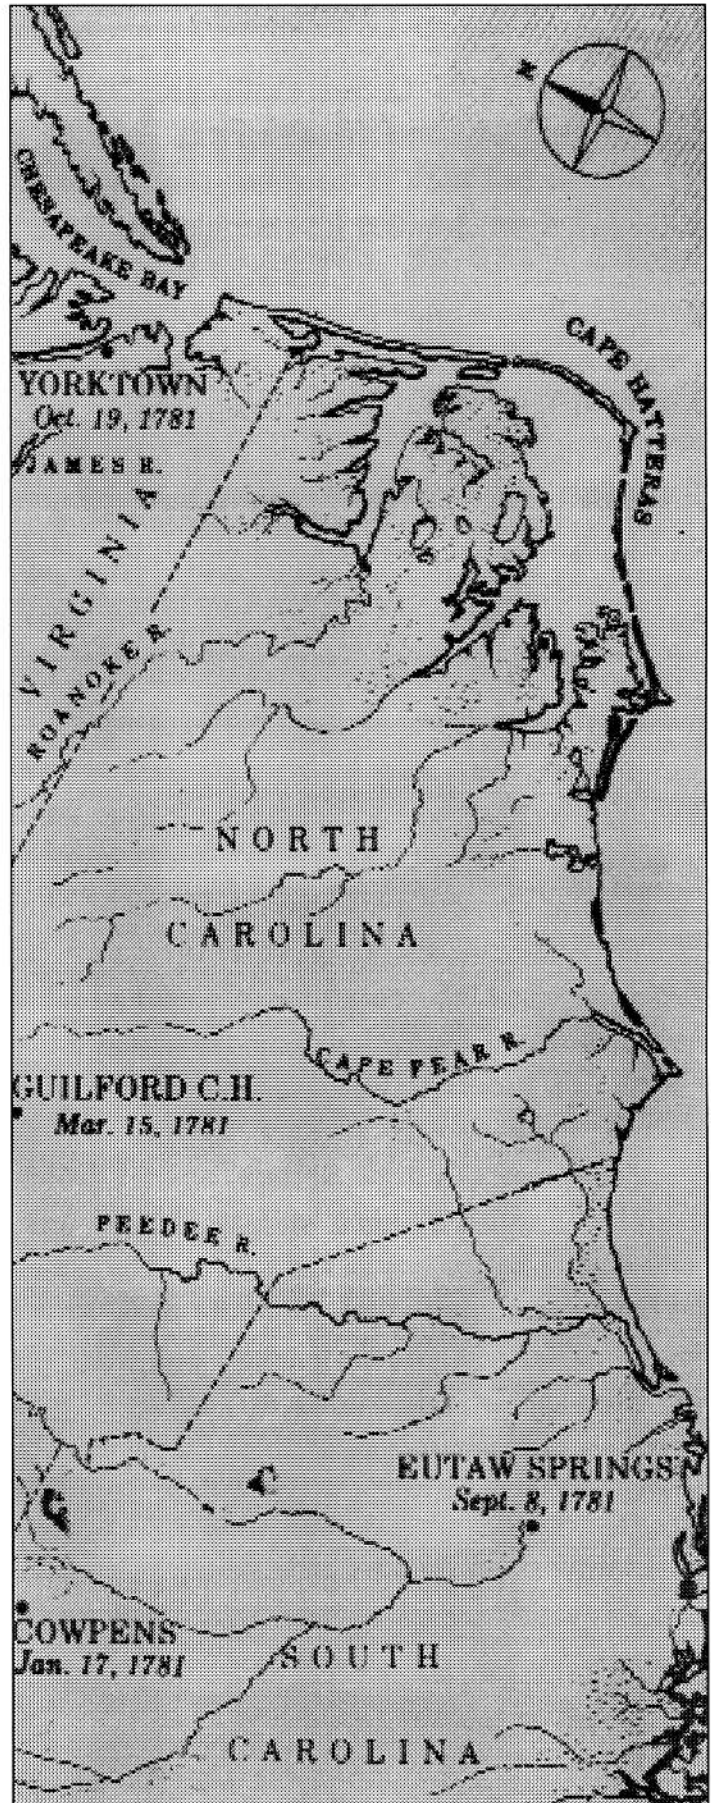 N
CHESAPEAKE BAY
CAPE HATTERAS
YORKTOWN
Oct. 19, 1781
JAMES R.
VIRGINIA
ROANOKE R.
NORTH
CAROLINA
CAPE FEAR R.
GUILFORD C.H.
Mar. 15, 1781
PEEDEE R.
EUTAW SPRINGS
Sept. 8, 1781
C
COWPENS
Jan. 17, 1781
SOUTH
CAROLINA